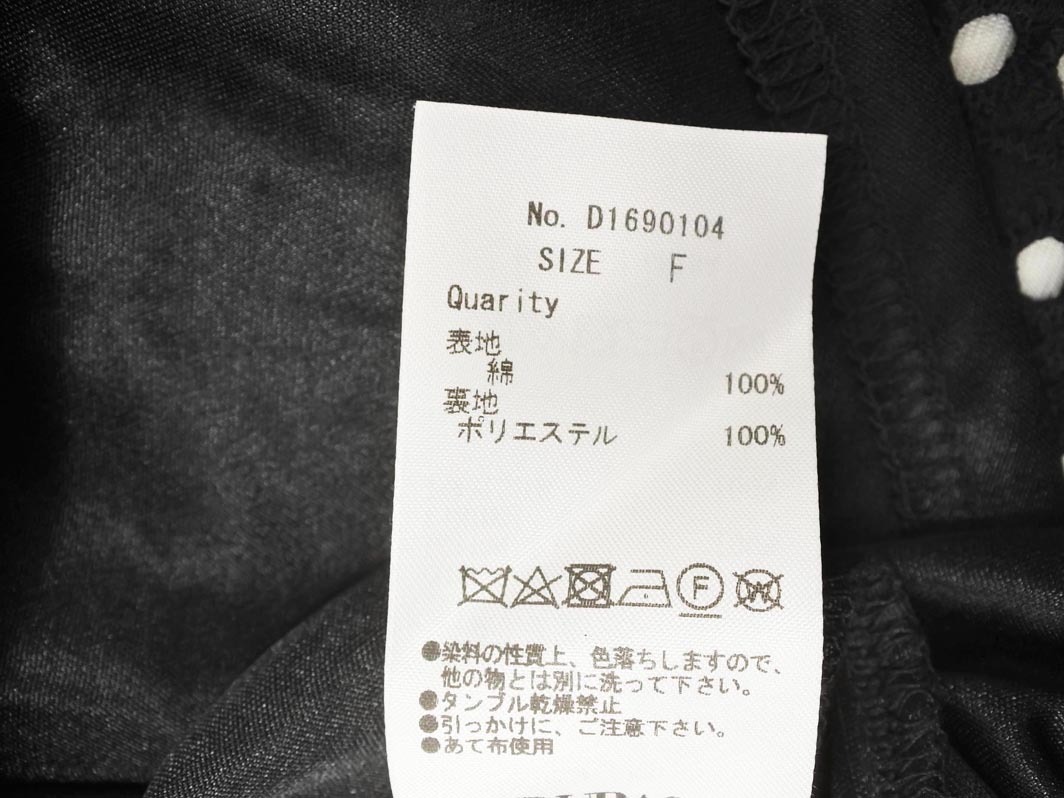 No. D1690104
SIZE F
Quarity
表地
綿 100%
裏地
ポリエステル 100%
F
W
●染料の性質上、色落ちしますので、
他の物とは別に洗って下さい。
●タンブル乾燥禁止
●引っかけに、ご注意下さい。
●あて布使用